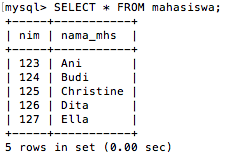 mysql> SELECT * FROM mahasiswa;
+-----+-----------+
| nim | nama_mhs  |
+-----+-----------+
| 123 | Ani       |
| 124 | Budi      |
| 125 | Christine |
| 126 | Dita      |
| 127 | Ella      |
+-----+-----------+
5 rows in set (0.00 sec)